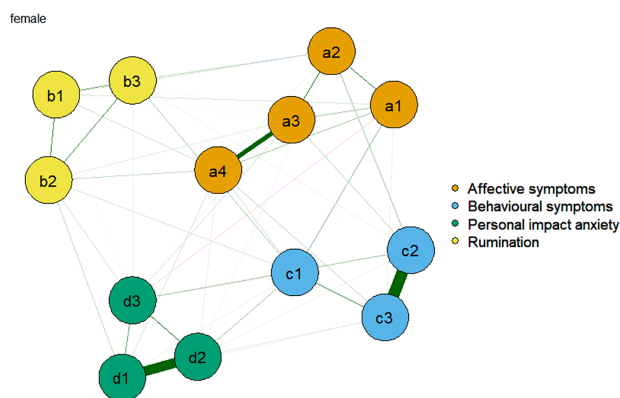 female
a2
b3
b1
a1
a3
a4
b2
Affective symptoms
Behavioural symptoms
Personal impact anxiety
Rumination
c2
c1
d3
c3
d2
d1